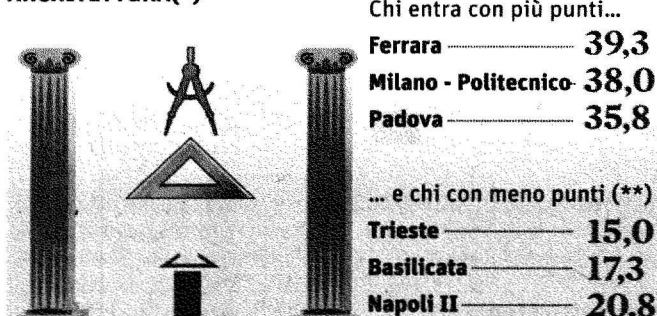 Chi entra con più punti...
Ferrara 39,3
Milano - Politecnico 38,0
Padova 35,8
... e chi con meno punti (**)
Trieste 15,0
Basilicata 17,3
Napoli II 20,8